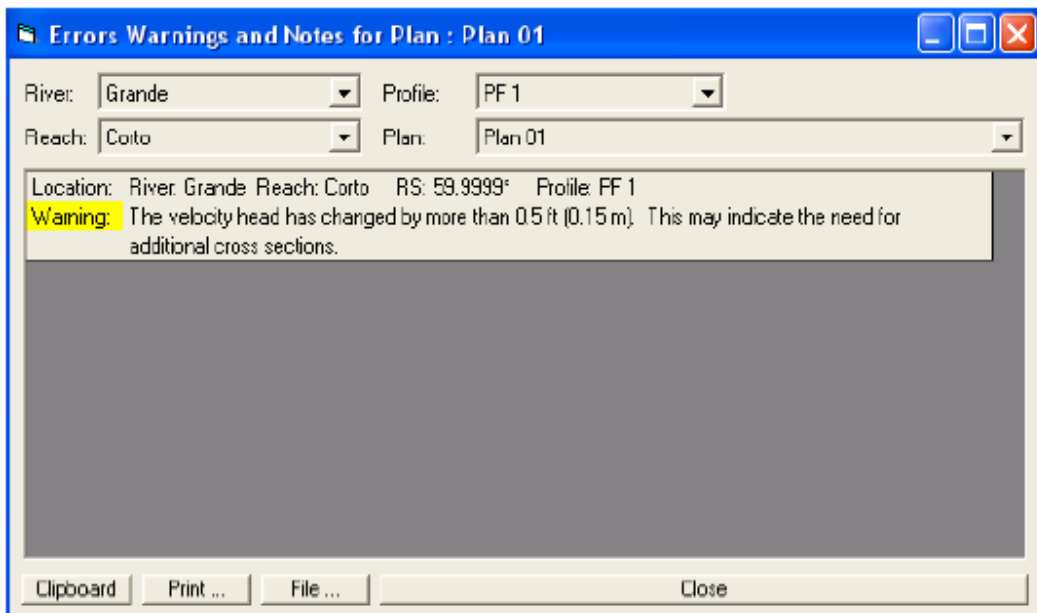 Errors Warnings and Notes for Plan : Plan 01
River: Grande Profile: PF 1
Reach: Corto Plan: Plan 01
Location: River: Grande Reach: Corto RS: 59.9999* Profile: PF 1
Warning: The velocity head has changed by more than 0.5 ft (0.15 m). This may indicate the need for
additional cross sections.
Clipboard Print ... File ... Close